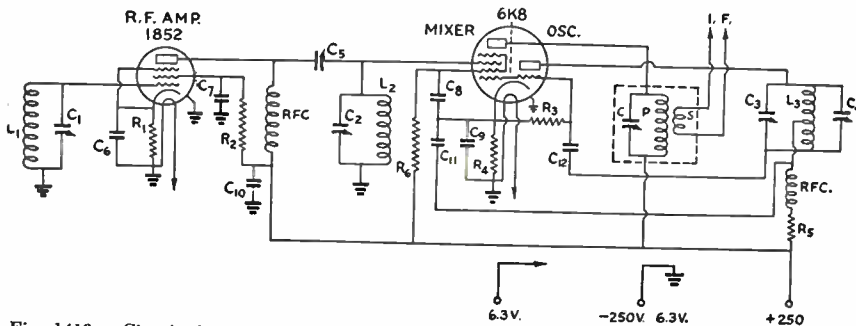 R.F. AMP.
1852
MIXER
6K8
OSC.
I.F.
C5
C7
L2
C8
R3
C
P
S
C3
L3
C
L1
C1
C6
R1
R2
RFC
C2
R6
C9
C11
R4
C12
C10
RFC.
R5
6.3V.
-250V. 6.3V.
+250